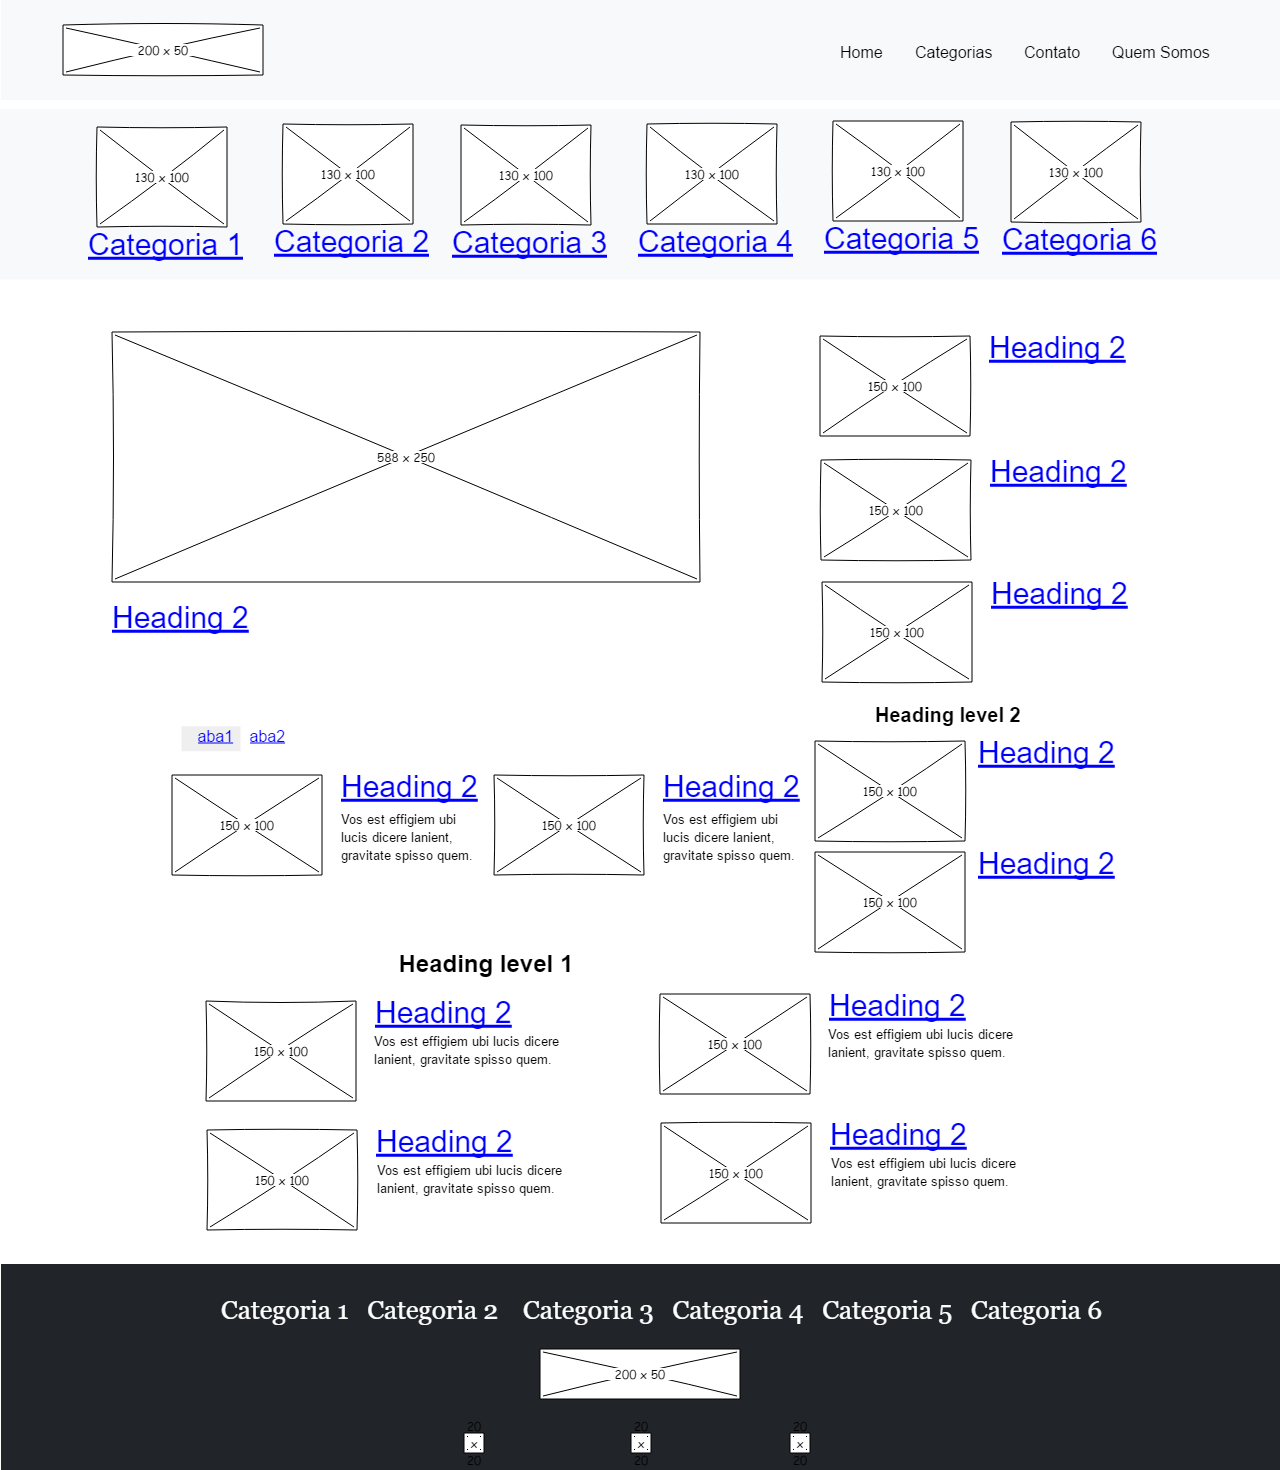 200 x 50
Home Categorias Contato Quem Somos
130 x 100 130 x 100 130 x 100 130 x 100 130 x 100 130 x 100
Categoria 1 Categoria 2 Categoria 3 Categoria 4 Categoria 5 Categoria 6
588 x 250
Heading 2
150 x 100
Heading 2
150 x 100
Heading 2
150 x 100
Heading 2
aba1 aba2
150 x 100
Heading 2
Vos est effigiem ubi
lucis dicere lanient,
gravitate spisso quem.
150 x 100
Heading 2
Vos est effigiem ubi
lucis dicere lanient,
gravitate spisso quem.
Heading level 2
150 x 100
Heading 2
150 x 100
Heading 2
Heading level 1
150 x 100
Heading 2
Vos est effigiem ubi lucis dicere
lanient, gravitate spisso quem.
150 x 100
Heading 2
Vos est effigiem ubi lucis dicere
lanient, gravitate spisso quem.
150 x 100
Heading 2
Vos est effigiem ubi lucis dicere
lanient, gravitate spisso quem.
150 x 100
Heading 2
Vos est effigiem ubi lucis dicere
lanient, gravitate spisso quem.
Categoria 1 Categoria 2 Categoria 3 Categoria 4 Categoria 5 Categoria 6
200 x 50
20 20 20
x x x
20 20 20